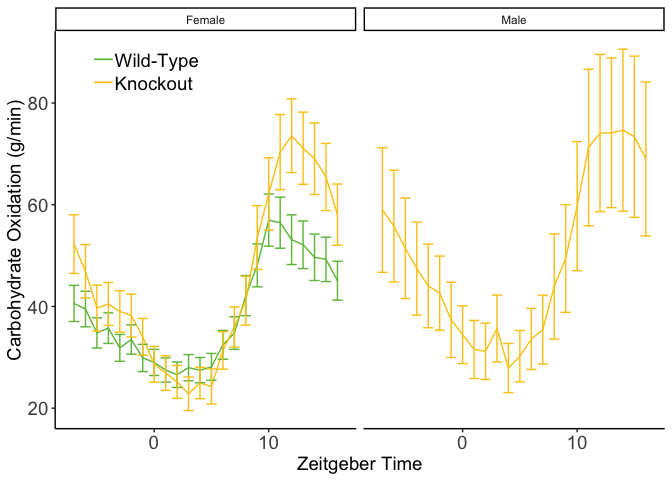 Female Male
Wild-Type
Knockout
Carbohydrate Oxidation (g/min)
80
60
40
20
0 10 0 10
Zeitgeber Time